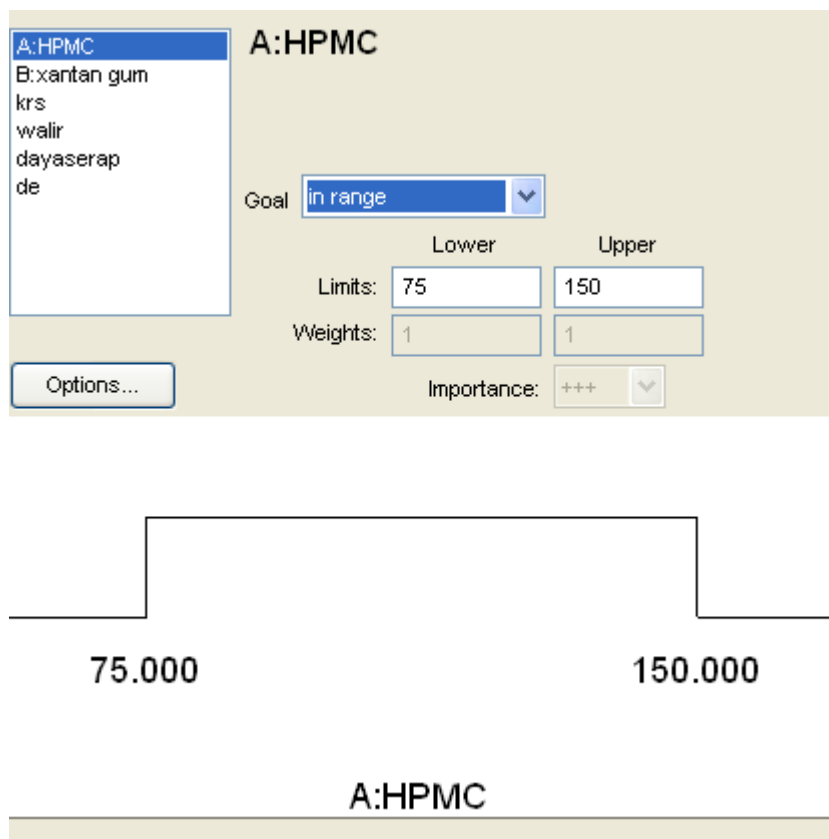 A:HPMC
B:xantan gum
krs
walir
dayaserap
de
A:HPMC
Goal in range
Lower Upper
Limits: 75 150
Weights: 1 1
Options... Importance: +++
75.000 150.000
A:HPMC